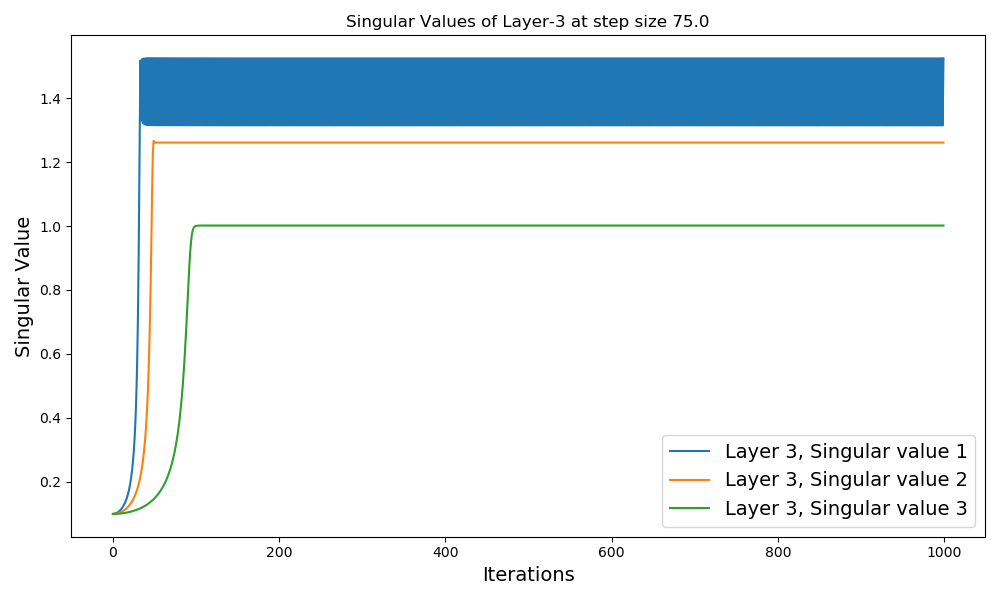 Singular Values of Layer-3 at step size 75.0
Singular Value
1.4
1.2
1.0
0.8
0.6
0.4
0.2
Layer 3, Singular value 1
Layer 3, Singular value 2
Layer 3, Singular value 3
0 200 400 600 800 1000
Iterations